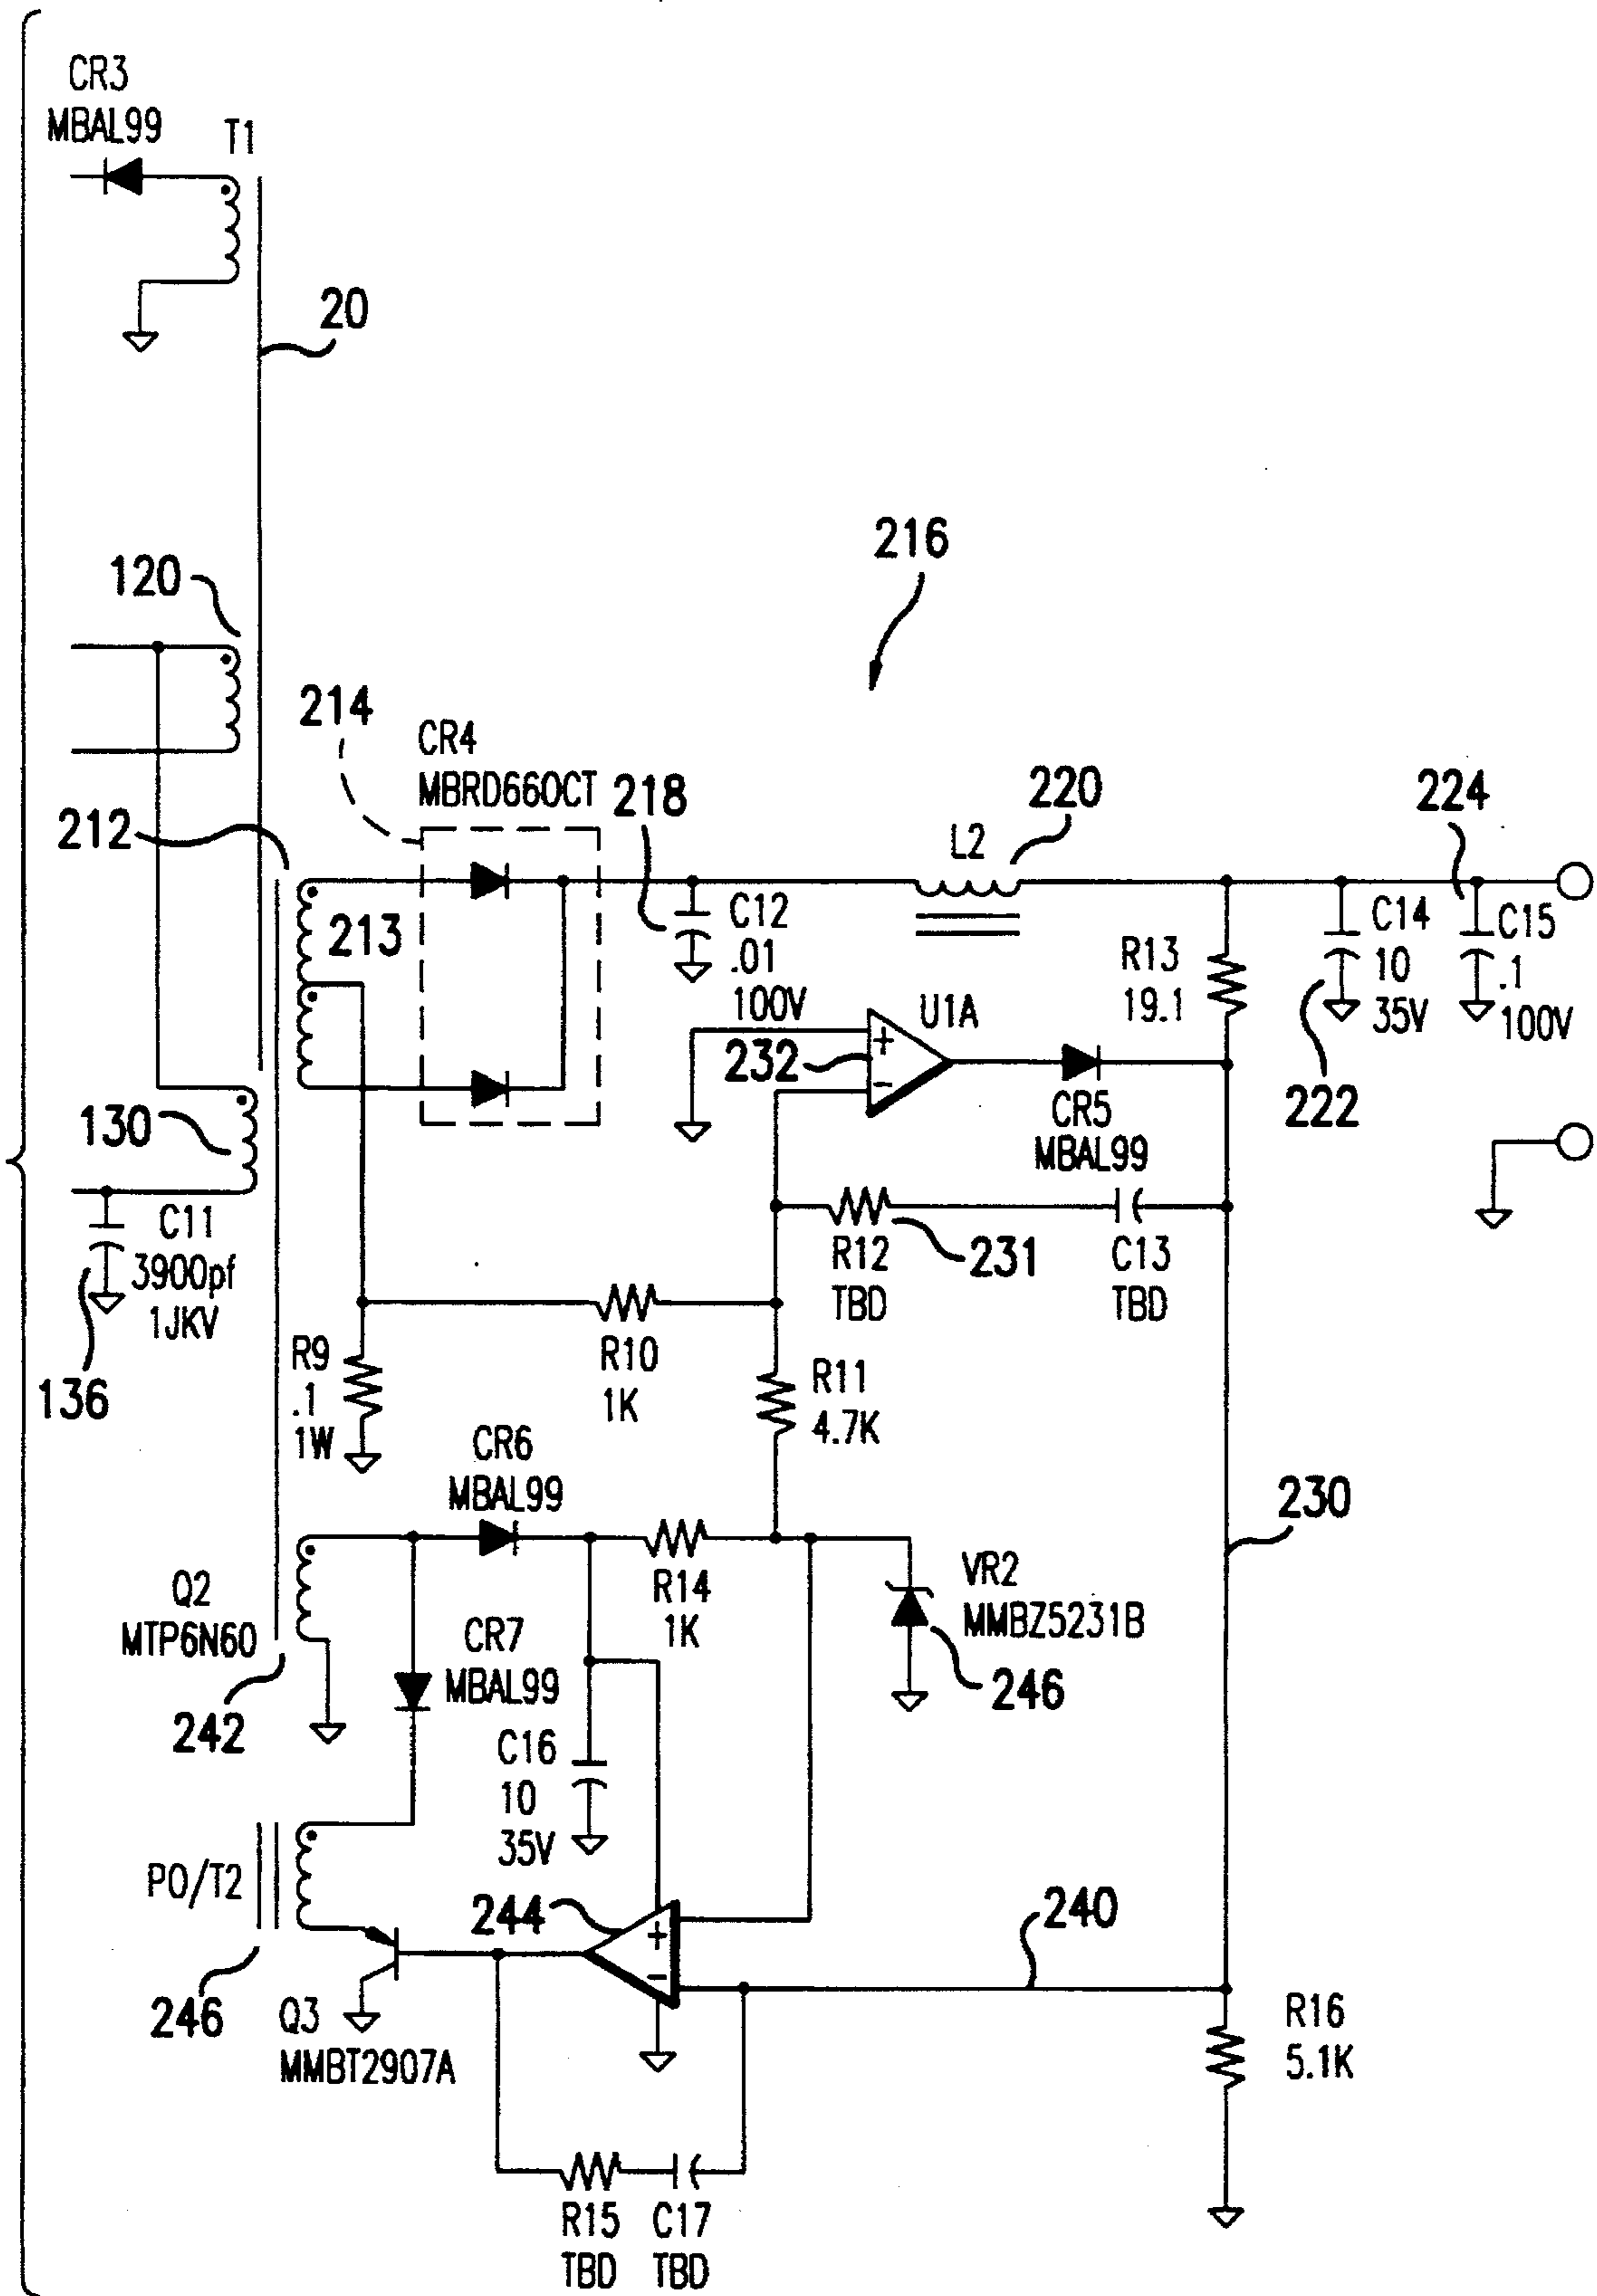 CR3
MBAL99
T1
20
120
216
214
CR4
MBRD660CT
218
220
224
212
L2
213
C12
.01
100V
R13
19.1
C14
10
35V
C15
.1
100V
U1A
+
232
-
222
CR5
MBAL99
130
C11
3900pf
1JKV
136
R12
TBD
231
C13
TBD
R9
.1
1W
R10
1K
R11
4.7K
CR6
MBAL99
230
R14
1K
VR2
MMBZ5231B
246
Q2
MTP6N60
242
CR7
MBAL99
C16
10
35V
PO/T2
244
+
-
240
246
Q3
MMBT2907A
R16
5.1K
R15
TBD
C17
TBD